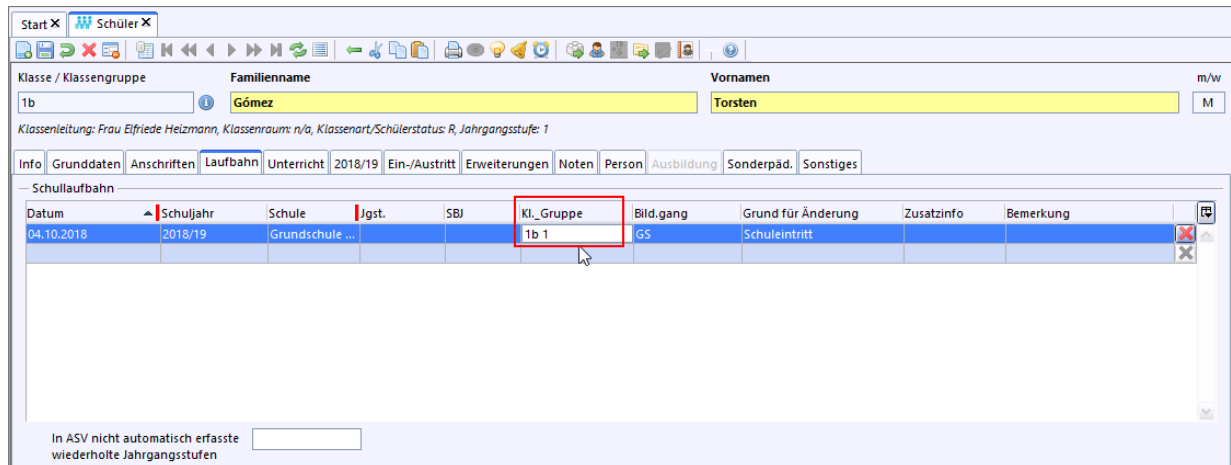 Start X Schüler X
Klasse / Klassengruppe Familienname Vornamen m/w
1b Gómez Torsten M
Klassenleitung: Frau Elfriede Heizmann, Klassenraum: n/a, Klassenart/Schülerstatus: R, Jahrgangsstufe: 1
Info Grunddaten Anschriften Laufbahn Unterricht 2018/19 Ein-/Austritt Erweiterungen Noten Person Ausbildung Sonderpäd. Sonstiges
Schullaufbahn
Datum Schuljahr Schule Jgst. SBJ Kl._Gruppe Bild.gang Grund für Änderung Zusatzinfo Bemerkung
04.10.2018 2018/19 Grundschule ... 1b 1 GS Schuleintritt
In ASV nicht automatisch erfasste
wiederholte Jahrgangsstufen